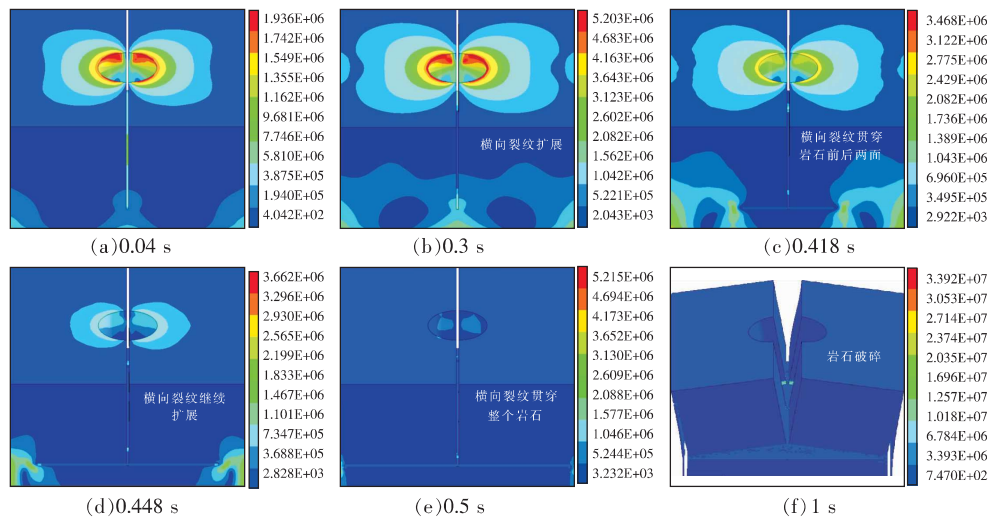 1.936E+06
1.742E+06
1.549E+06
1.355E+06
1.162E+06
9.681E+06
7.746E+06
5.810E+06
3.875E+05
1.940E+05
4.042E+02
(a)0.04 s
横向裂纹扩展
5.203E+06
4.683E+06
4.163E+06
3.643E+06
3.123E+06
2.602E+06
2.082E+06
1.562E+06
1.042E+06
5.221E+05
2.043E+03
(b)0.3 s
横向裂纹贯穿
岩石前后两面
3.468E+06
3.122E+06
2.775E+06
2.429E+06
2.082E+06
1.736E+06
1.389E+06
1.043E+06
6.960E+05
3.495E+05
2.922E+03
(c)0.418 s
横向裂纹继续
扩展
3.662E+06
3.296E+06
2.930E+06
2.565E+06
2.199E+06
1.833E+06
1.467E+06
1.101E+06
7.347E+05
3.688E+05
2.828E+03
(d)0.448 s
横向裂纹贯穿
整个岩石
5.215E+06
4.694E+06
4.173E+06
3.652E+06
3.130E+06
2.609E+06
2.088E+06
1.577E+06
1.046E+06
5.244E+05
3.232E+03
(e)0.5 s
岩石破碎
3.392E+07
3.053E+07
2.714E+07
2.374E+07
2.035E+07
1.696E+07
1.257E+07
1.018E+07
6.784E+06
3.393E+06
7.470E+02
(f)1 s